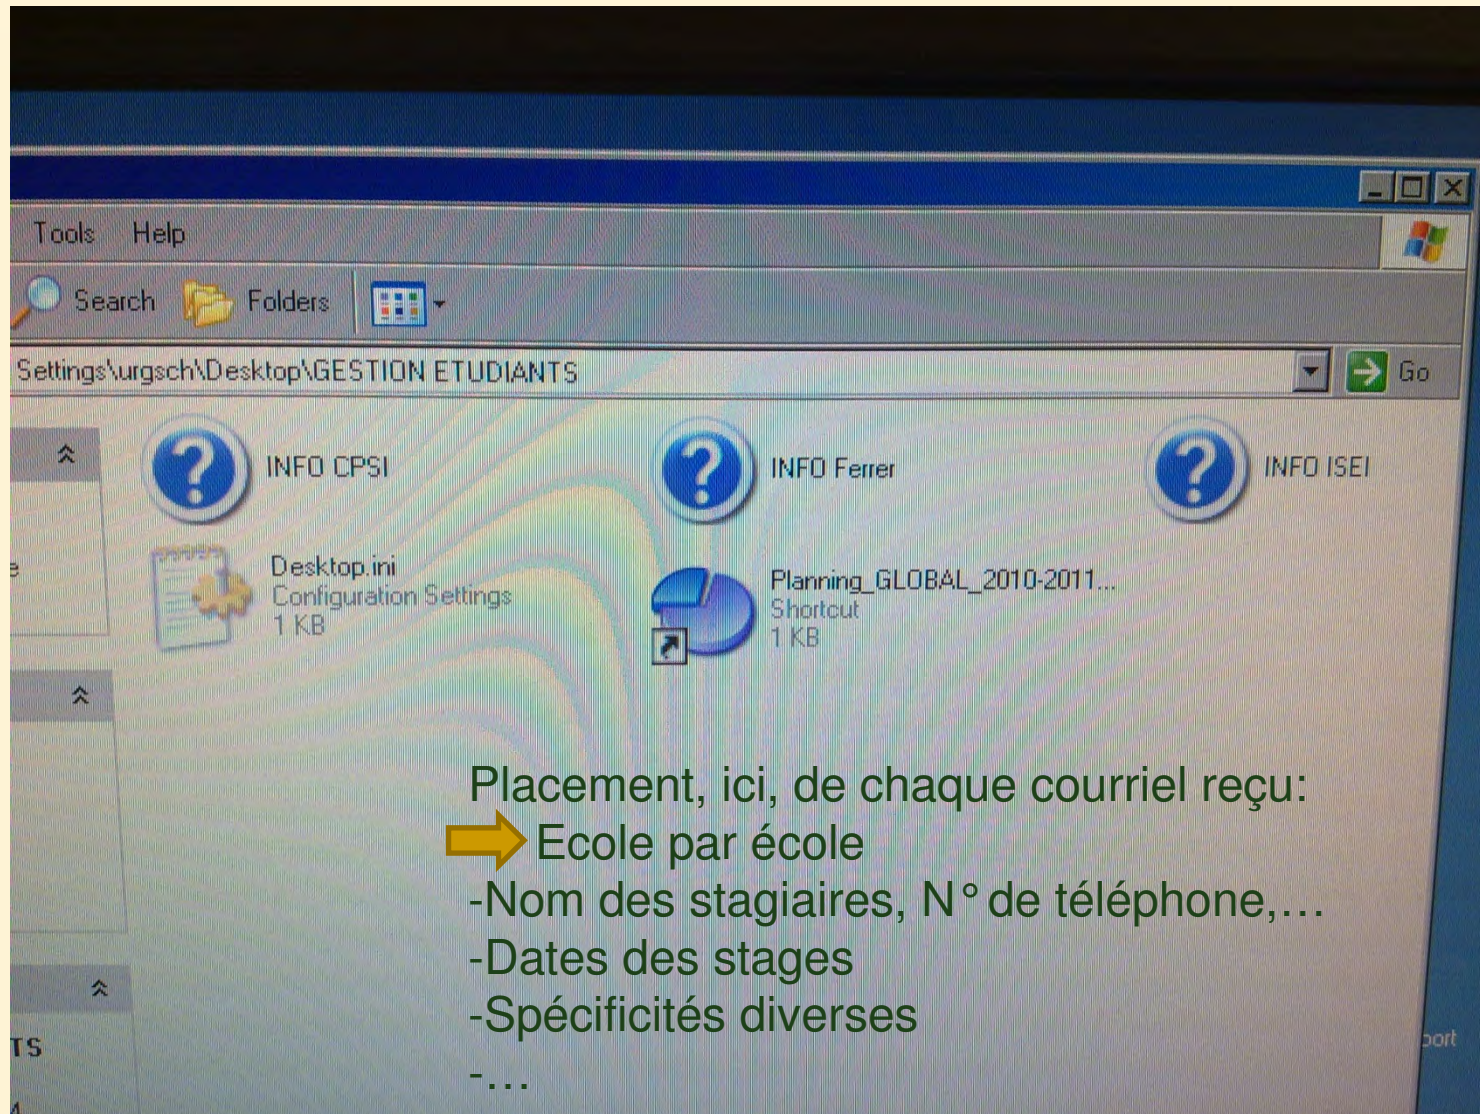 Tools Help
Search Folders
Settings\urgsch\Desktop\GESTION ETUDIANTS Go
INFO CPSI INFO Ferrer INFO ISEI
Desktop.ini
Configuration Settings
1 KB
Planning_GLOBAL_2010-2011...
Shortcut
1 KB
Placement, ici, de chaque courriel reçu:
Ecole par école
-Nom des stagiaires, N° de téléphone,…
-Dates des stages
-Spécificités diverses
-…
TS
port